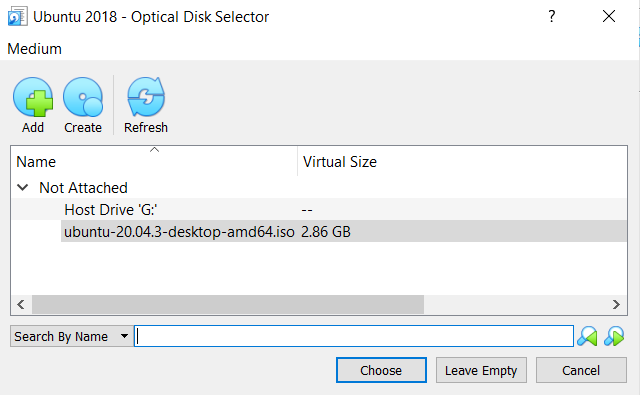 Ubuntu 2018 - Optical Disk Selector ?
Medium
Add Create Refresh
Name Virtual Size
Not Attached
Host Drive 'G:' --
ubuntu-20.04.3-desktop-amd64.iso 2.86 GB
Search By Name
Choose Leave Empty Cancel